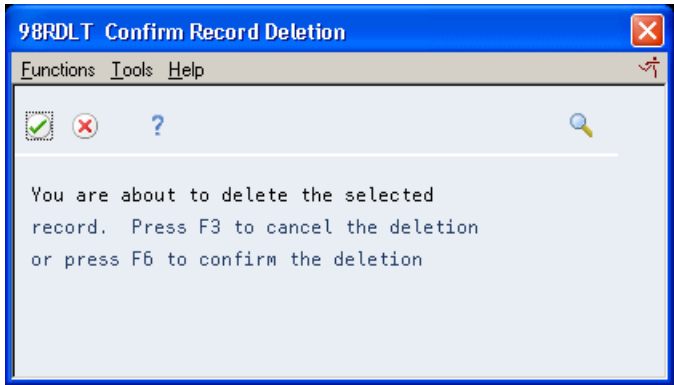 98RDLT Confirm Record Deletion
Functions Tools Help
?
You are about to delete the selected
record. Press F3 to cancel the deletion
or press F6 to confirm the deletion